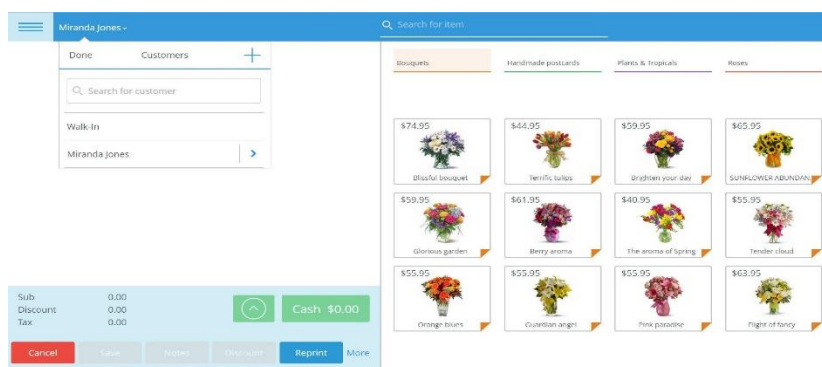 Miranda Jones
Search for item
Done Customers
Search for customer
Walk-In
Miranda Jones
Bouquets Handmade postcards Plants & Tropicals Roses
$74.95 $44.95 $59.95 $65.95
Blissful bouquet Terrific tulips Brighten your day SUNFLOWER ABUNDAN
$59.95 $61.95 $40.95 $55.95
Glorious garden Berry aroma The aroma of Spring Tender cloud
$55.95 $55.95 $55.95 $63.95
Orange blues Guardian angel Pink paradise Flight of fancy
Sub 0.00
Discount 0.00
Tax 0.00
Cash $0.00
Cancel Save Notes Discount Reprint More